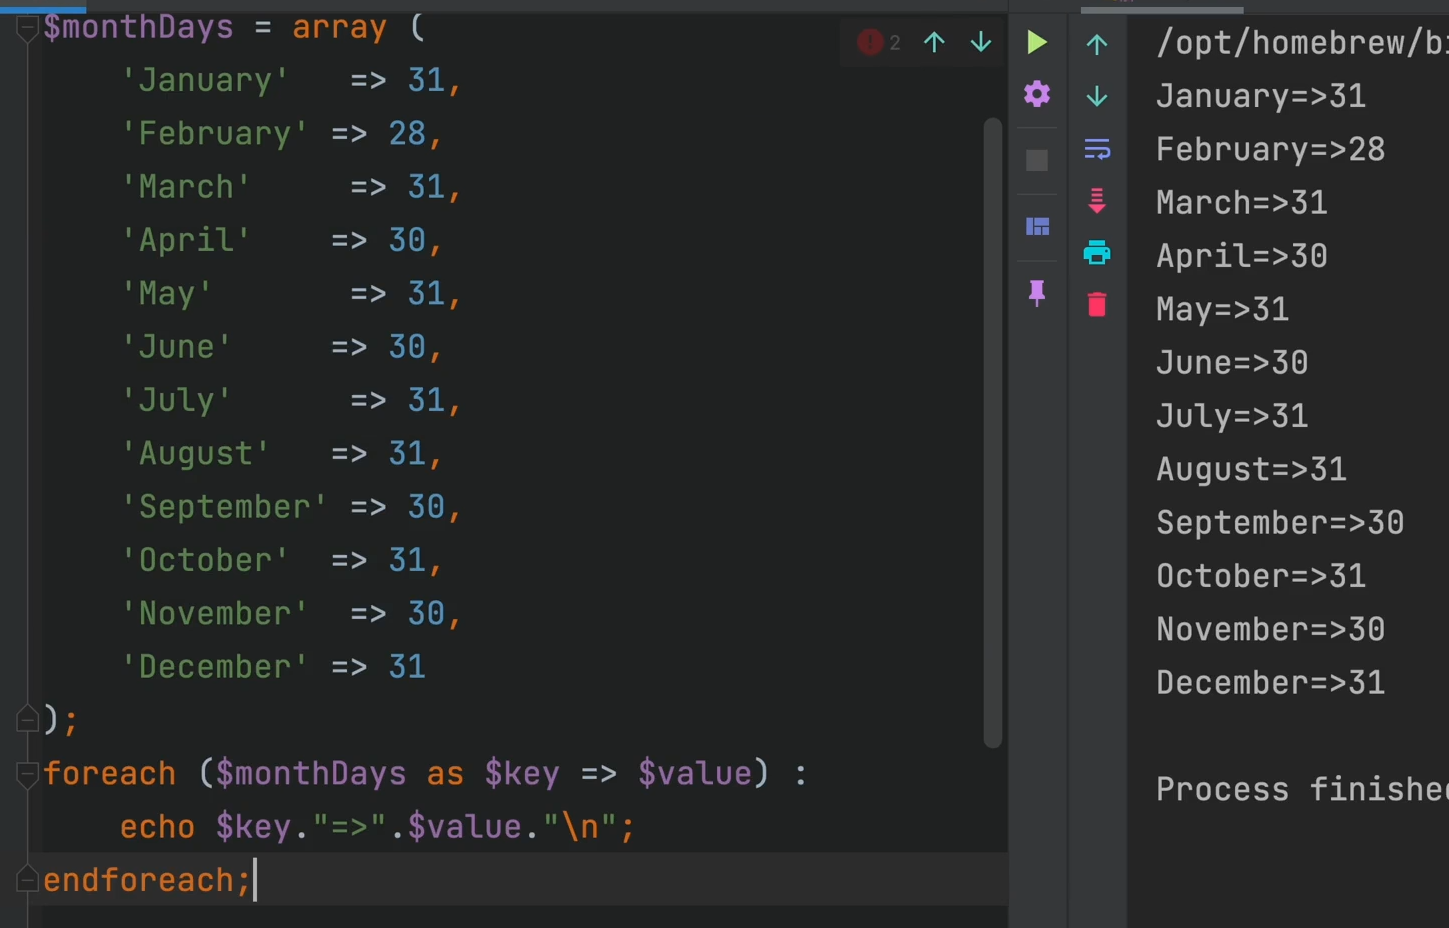 $monthDays = array (
'January' => 31,
'February' => 28,
'March' => 31,
'April' => 30,
'May' => 31,
'June' => 30,
'July' => 31,
'August' => 31,
'September' => 30,
'October' => 31,
'November' => 30,
'December' => 31
);
foreach ($monthDays as $key => $value) :
echo $key."=>".$value."\n";
endforeach;
2
/opt/homebrew/bi
January=>31
February=>28
March=>31
April=>30
May=>31
June=>30
July=>31
August=>31
September=>30
October=>31
November=>30
December=>31
Process finished